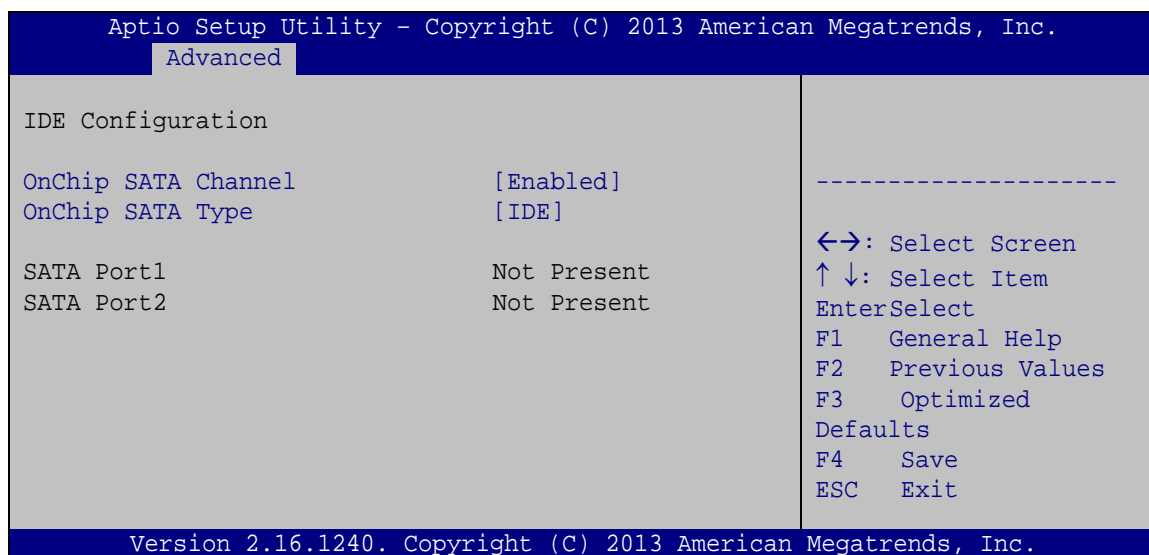 Aptio Setup Utility – Copyright (C) 2013 American Megatrends, Inc.
Advanced
IDE Configuration
OnChip SATA Channel [Enabled]
OnChip SATA Type [IDE]
SATA Port1 Not Present
SATA Port2 Not Present
---------------------
←→: Select Screen
↑ ↓: Select Item
EnterSelect
F1 General Help
F2 Previous Values
F3 Optimized
Defaults
F4 Save
ESC Exit
Version 2.16.1240. Copyright (C) 2013 American Megatrends, Inc.